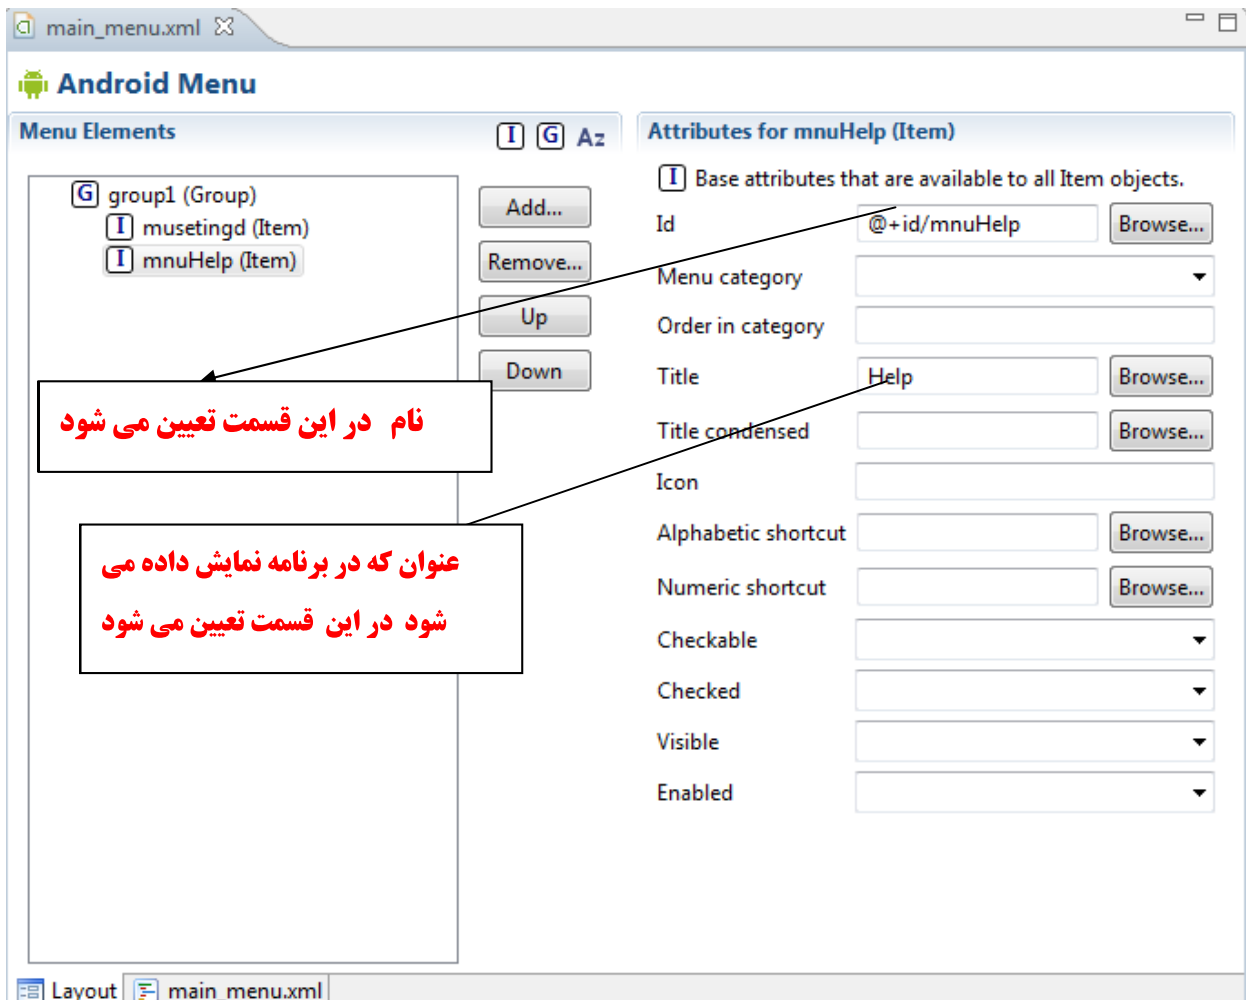 main_menu.xml
Android Menu
Menu Elements
I G Az
G group1 (Group)
I musetingd (Item)
I mnuHelp (Item)
Add...
Remove...
Up
Down
نام در این قسمت تعیین می شود
عنوان که در برنامه نمایش داده می
شود در این قسمت تعیین می شود
Attributes for mnuHelp (Item)
I Base attributes that are available to all Item objects.
Id @+id/mnuHelp Browse...
Menu category
Order in category
Title Help Browse...
Title condensed Browse...
Icon
Alphabetic shortcut Browse...
Numeric shortcut Browse...
Checkable
Checked
Visible
Enabled
Layout main_menu.xml